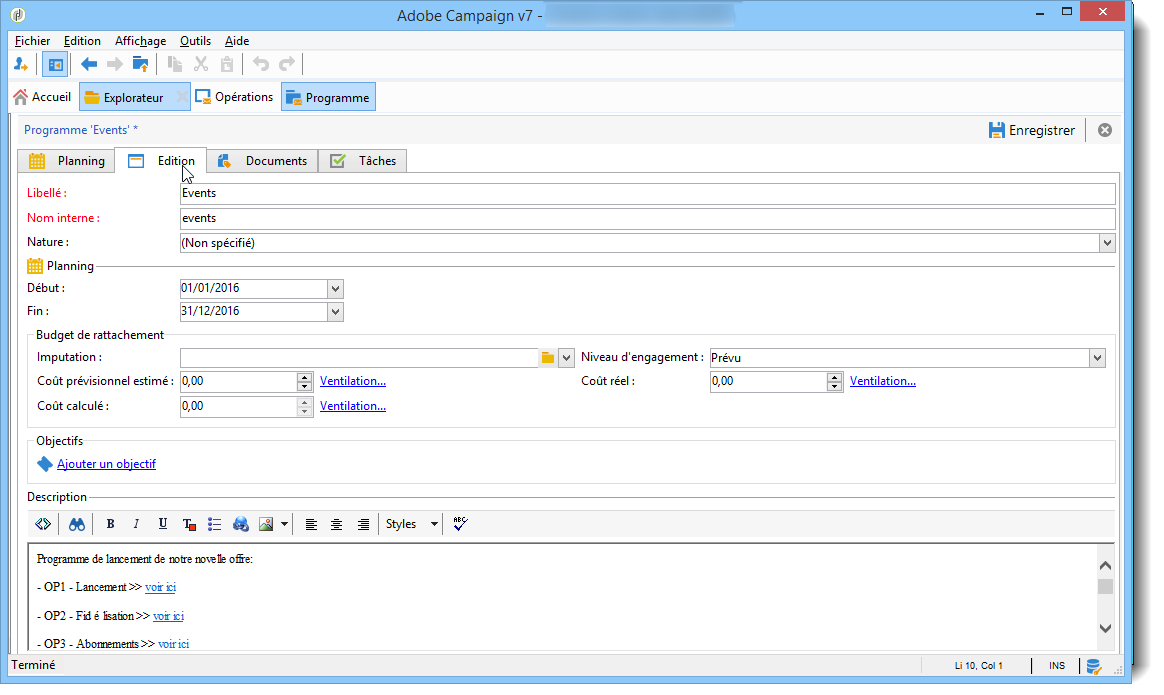 Adobe Campaign v7 -
Fichier Edition Affichage Outils Aide
Accueil Explorateur Opérations Programme
Programme 'Events' * Enregistrer
Planning Edition Documents Tâches
Libellé : Events
Nom interne : events
Nature : (Non spécifié)
Planning
Début : 01/01/2016
Fin : 31/12/2016
Budget de rattachement
Imputation : Niveau d'engagement : Prévu
Coût prévisionnel estimé : 0,00 Ventilation... Coût réel : 0,00 Ventilation...
Coût calculé : 0,00 Ventilation...
Objectifs
Ajouter un objectif
Description
B I U T Styles ABC
Programme de lancement de notre novelle offre:
- OP1 - Lancement >> voir ici
- OP2 - Fid é lisation >> voir ici
- OP3 - Abonnements >> voir ici
Terminé Li 10, Col 1 INS